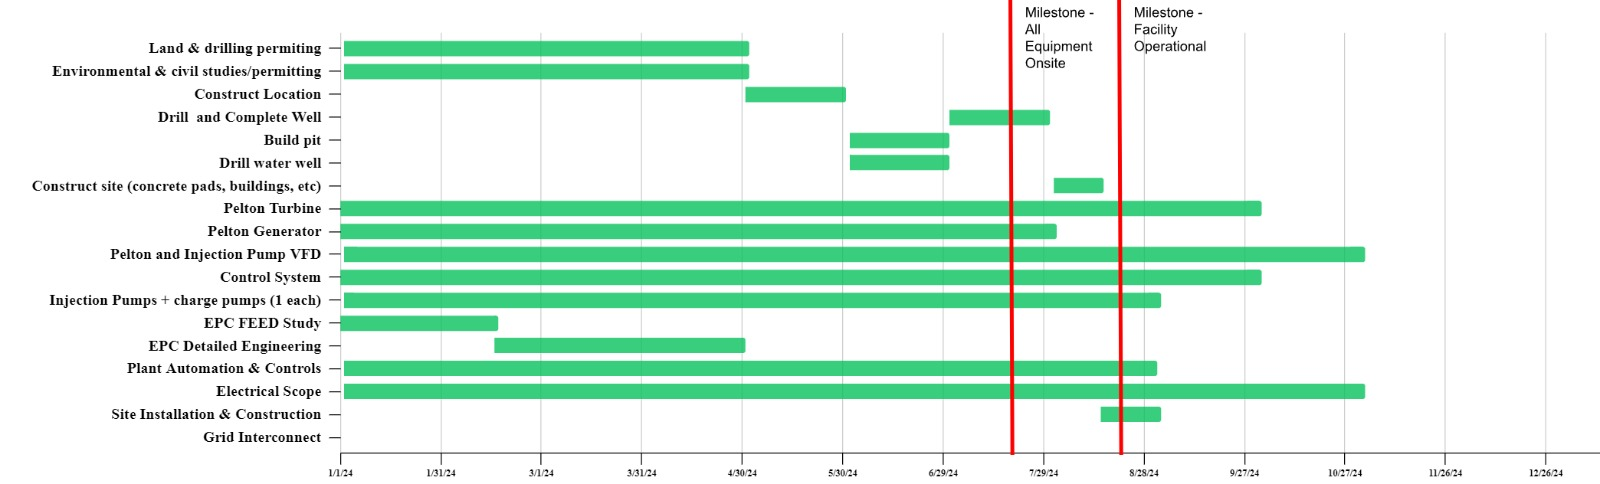 Milestone -
All
Equipment
Onsite
Milestone -
Facility
Operational
Land & drilling permiting
Environmental & civil studies/permitting
Construct Location
Drill  and Complete Well
Build pit
Drill water well
Construct site (concrete pads, buildings, etc)
Pelton Turbine
Pelton Generator
Pelton and Injection Pump VFD
Control System
Injection Pumps + charge pumps (1 each)
EPC FEED Study
EPC Detailed Engineering
Plant Automation & Controls
Electrical Scope
Site Installation & Construction
Grid Interconnect
1/1/24 1/31/24 3/1/24 3/31/24 4/30/24 5/30/24 6/29/24 7/29/24 8/28/24 9/27/24 10/27/24 11/26/24 12/26/24